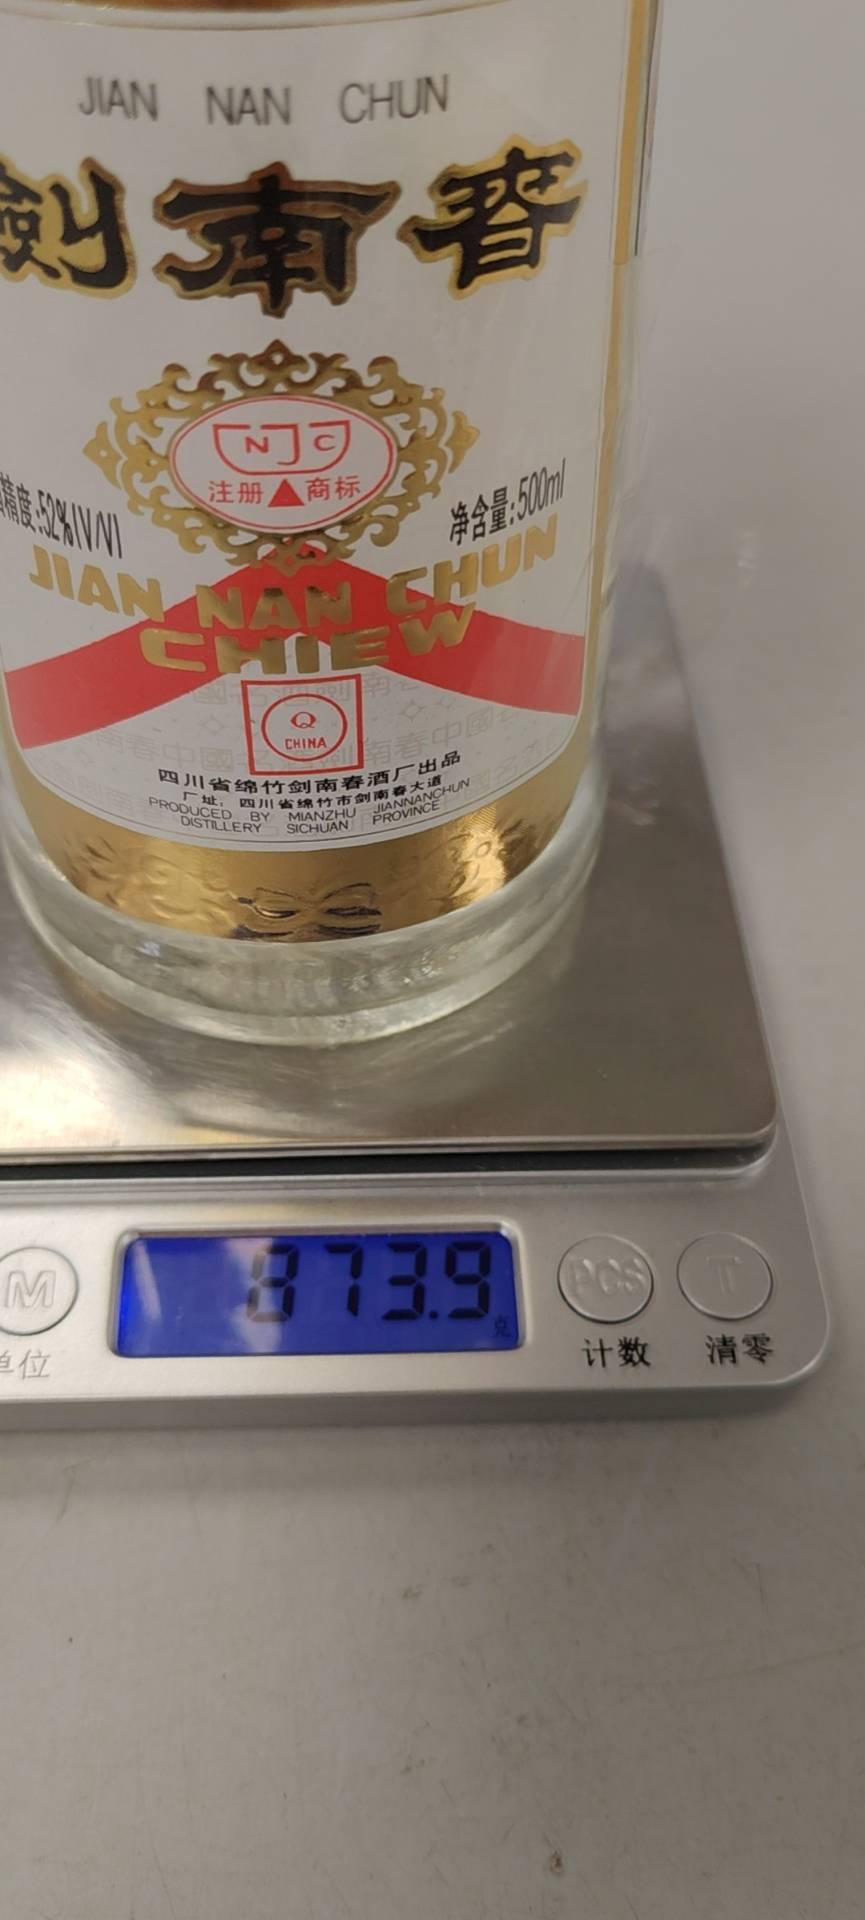 JIAN NAN CHUN
劍南春
N J C
注册 商标
精度:52%(V/V)
净含量:500ml
JIAN NAN CHUN
CHIEW
Q
CHINA
四川省绵竹剑南春酒厂出品
厂址: 四川省绵竹市剑南春大道
PRODUCED BY MIANZHU JIANNANCHUN
DISTILLERY SICHUAN PROVINCE
873.9
克
M PCS T
单位 计数 清零